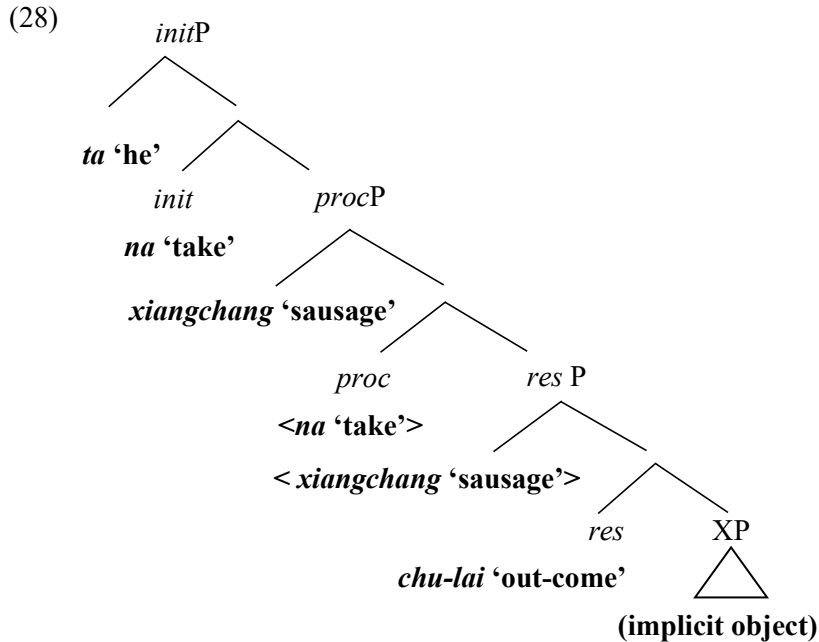 (28)
initP
ta ‘he’
init procP
na ‘take’
xiangchang ‘sausage’
proc res P
<na ‘take’>
< xiangchang ‘sausage’>
res XP
chu-lai ‘out-come’
(implicit object)